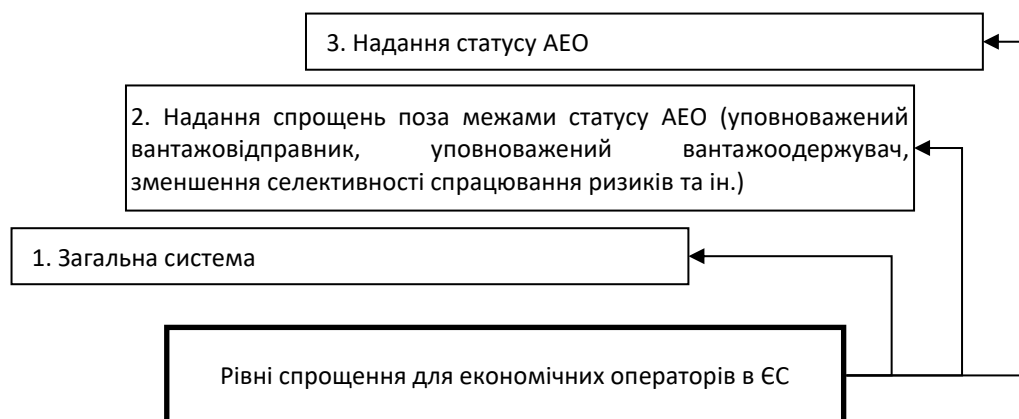 3. Надання статусу АЕО
2. Надання спрощень поза межами статусу АЕО (уповноважений
вантажовідправник, уповноважений вантажоодержувач,
зменшення селективності спрацювання ризиків та ін.)
1. Загальна система
Рівні спрощення для економічних операторів в ЄС